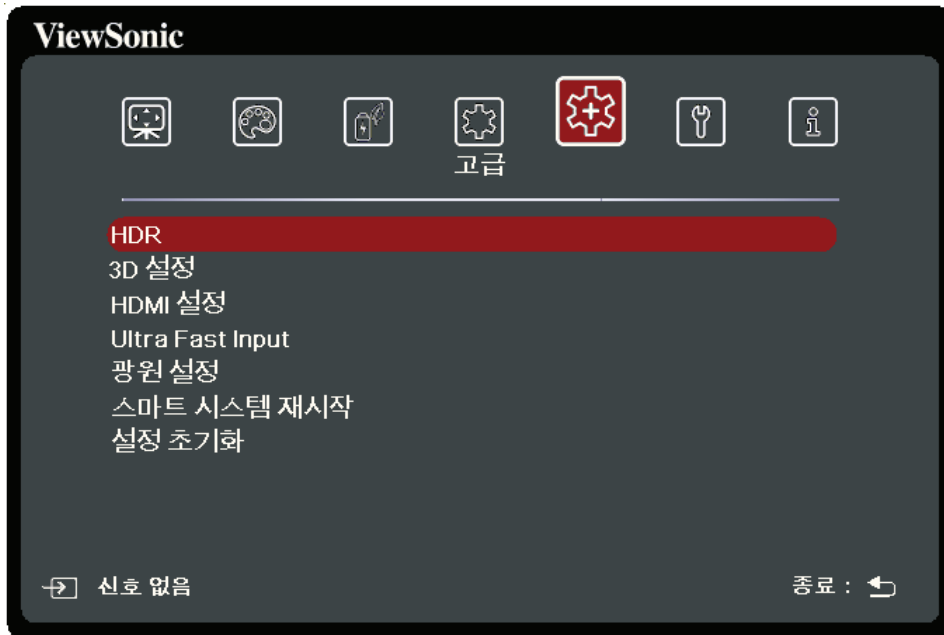 ViewSonic
고급
HDR
3D 설정
HDMI 설정
Ultra Fast Input
광원 설정
스마트 시스템 재시작
설정 초기화
신호 없음
종료 :